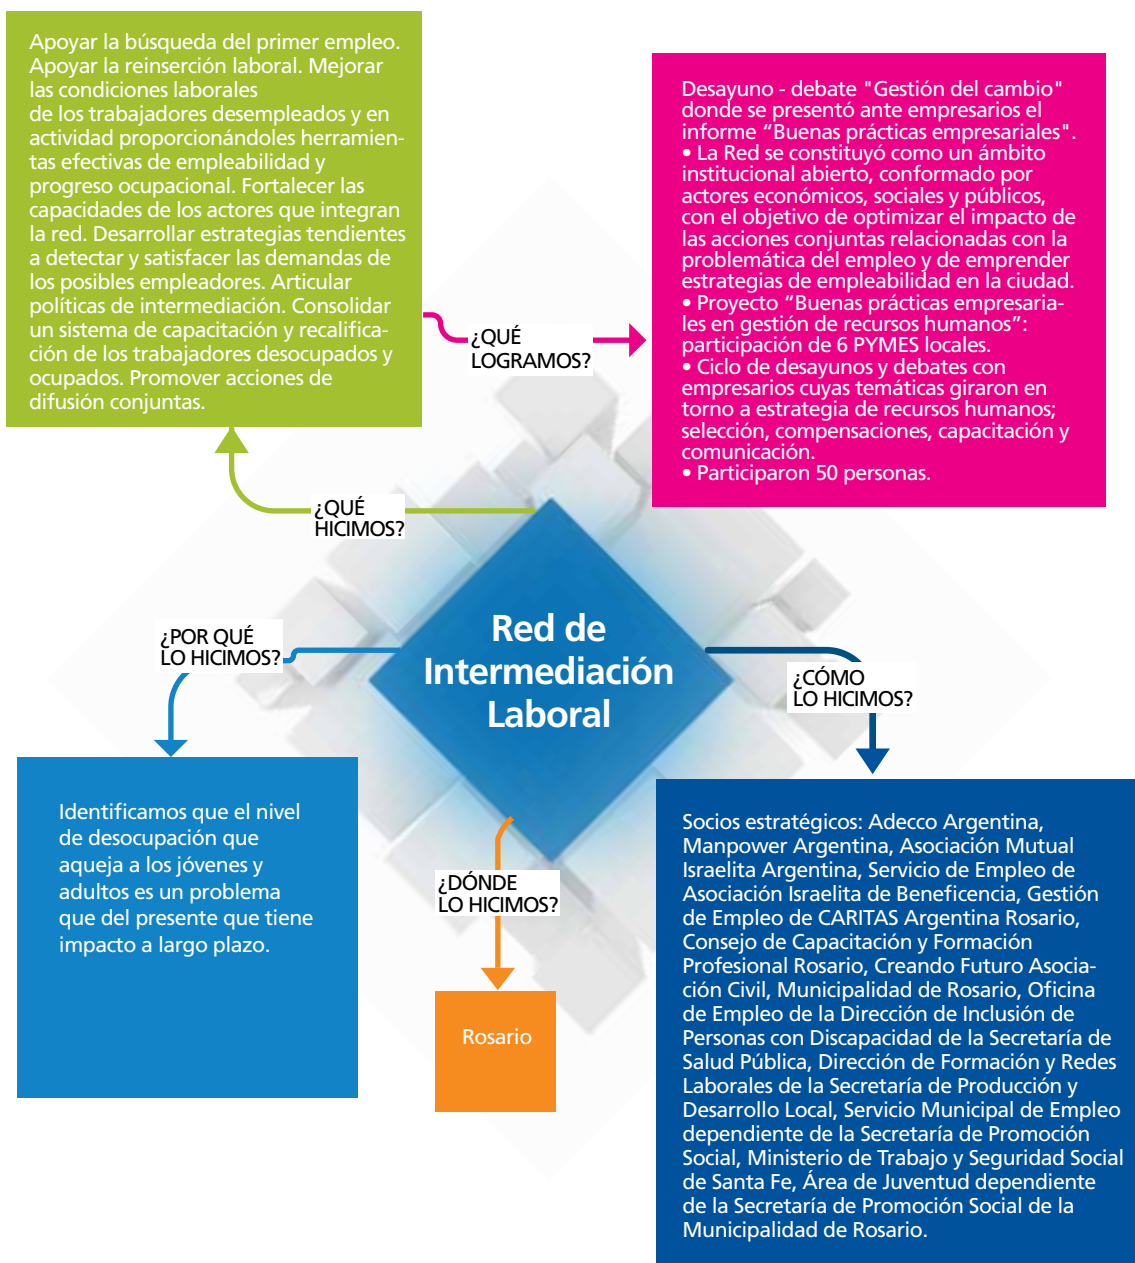 Apoyar la búsqueda del primer empleo.
Apoyar la reinserción laboral. Mejorar
las condiciones laborales
de los trabajadores desempleados y en
actividad proporcionándoles herramien-
tas efectivas de empleabilidad y
progreso ocupacional. Fortalecer las
capacidades de los actores que integran
la red. Desarrollar estrategias tendientes
a detectar y satisfacer las demandas de
los posibles empleadores. Articular
políticas de intermediación. Consolidar
un sistema de capacitación y recalifica-
ción de los trabajadores desocupados y
ocupados. Promover acciones de
difusión conjuntas.
¿QUÉ
LOGRAMOS?
Desayuno - debate "Gestión del cambio"
donde se presentó ante empresarios el
informe “Buenas prácticas empresariales".
• La Red se constituyó como un ámbito
institucional abierto, conformado por
actores económicos, sociales y públicos,
con el objetivo de optimizar el impacto de
las acciones conjuntas relacionadas con la
problemática del empleo y de emprender
estrategias de empleabilidad en la ciudad.
• Proyecto “Buenas prácticas empresaria-
les en gestión de recursos humanos”:
participación de 6 PYMES locales.
• Ciclo de desayunos y debates con
empresarios cuyas temáticas giraron en
torno a estrategia de recursos humanos;
selección, compensaciones, capacitación y
comunicación.
• Participaron 50 personas.
¿QUÉ
HICIMOS?
Red de
Intermediación
Laboral
¿POR QUÉ
LO HICIMOS?
¿CÓMO
LO HICIMOS?
Identificamos que el nivel
de desocupación que
aqueja a los jóvenes y
adultos es un problema
que del presente que tiene
impacto a largo plazo.
¿DÓNDE
LO HICIMOS?
Rosario
Socios estratégicos: Adecco Argentina,
Manpower Argentina, Asociación Mutual
Israelita Argentina, Servicio de Empleo de
Asociación Israelita de Beneficencia, Gestión
de Empleo de CARITAS Argentina Rosario,
Consejo de Capacitación y Formación
Profesional Rosario, Creando Futuro Asocia-
ción Civil, Municipalidad de Rosario, Oficina
de Empleo de la Dirección de Inclusión de
Personas con Discapacidad de la Secretaría de
Salud Pública, Dirección de Formación y Redes
Laborales de la Secretaría de Producción y
Desarrollo Local, Servicio Municipal de Empleo
dependiente de la Secretaría de Promoción
Social, Ministerio de Trabajo y Seguridad Social
de Santa Fe, Área de Juventud dependiente
de la Secretaría de Promoción Social de la
Municipalidad de Rosario.